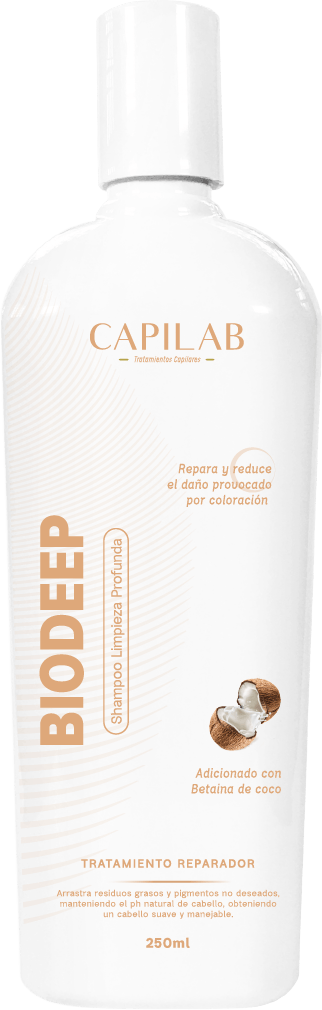 CAPILAB
Tratamientos Capilares
Repara y reduce
el daño provocado
por coloración
BIODEEP
Shampoo Limpieza Profunda
Adicionado con
Betaina de coco
TRATAMIENTO REPARADOR
Arrastra residuos grasos y pigmentos no deseados,
manteniendo el ph natural de cabello, obteniendo
un cabello suave y manejable.
250ml